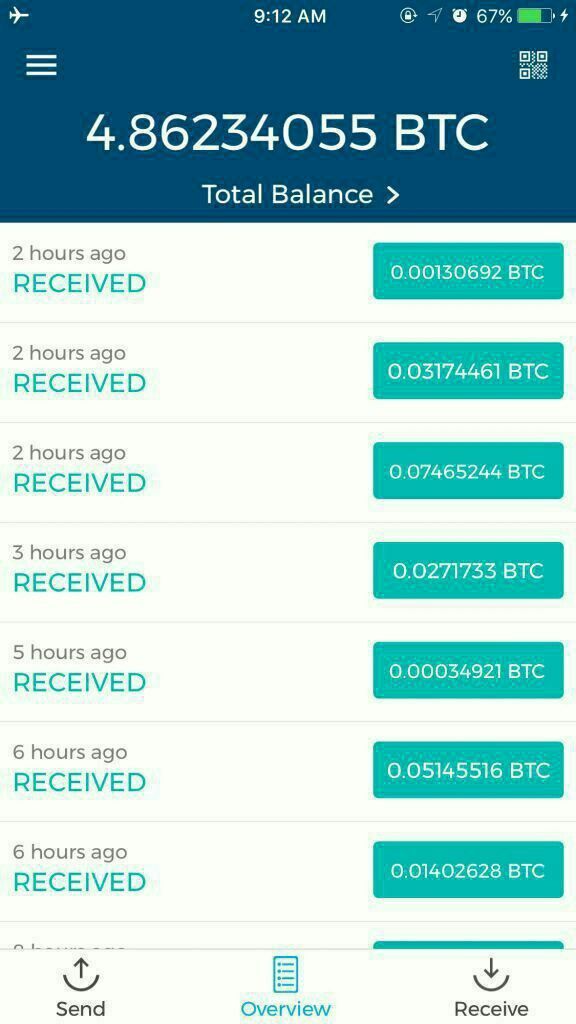 9:12 AM
67%
4.86234055 BTC
Total Balance >
2 hours ago
RECEIVED
0.00130692 BTC
2 hours ago
RECEIVED
0.03174461 BTC
2 hours ago
RECEIVED
0.07465244 BTC
3 hours ago
RECEIVED
0.0271733 BTC
5 hours ago
RECEIVED
0.00034921 BTC
6 hours ago
RECEIVED
0.05145516 BTC
6 hours ago
RECEIVED
0.01402628 BTC
hours ago
Send
Overview
Receive